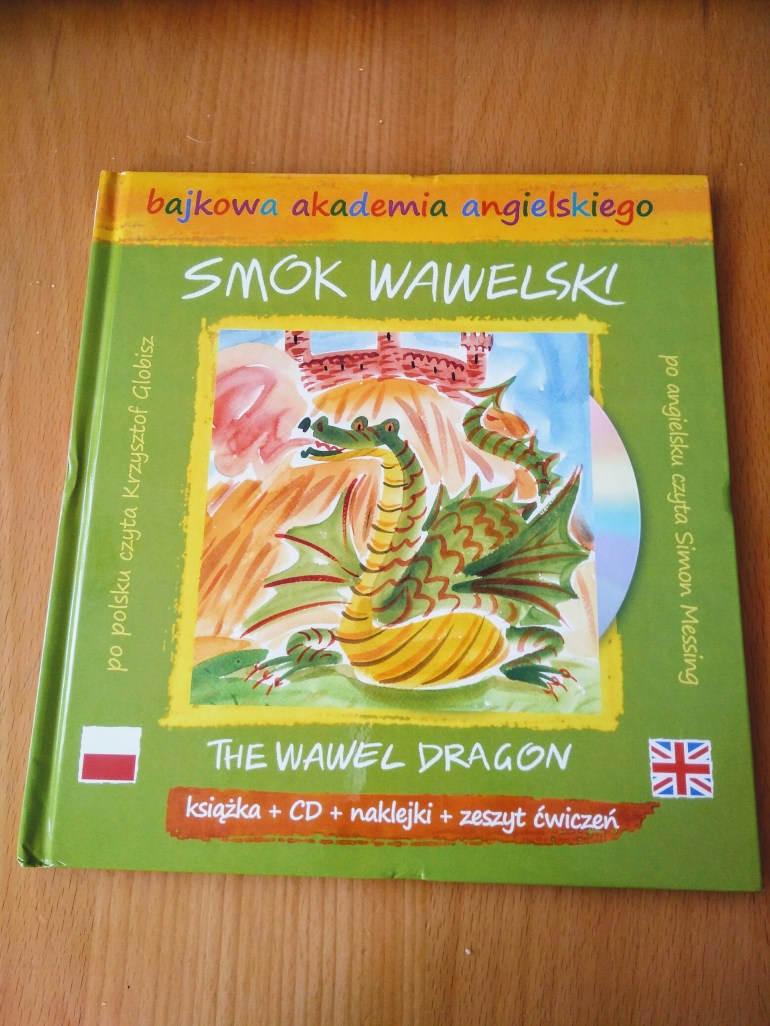 bajkowa akademia angielskiego
SMOK WAWELSKI
po polsku czyta Krzysztof Globisz
po angielsku czyta Simon Messing
THE WAWEL DRAGON
książka + CD + naklejki + zeszyt ćwiczeń